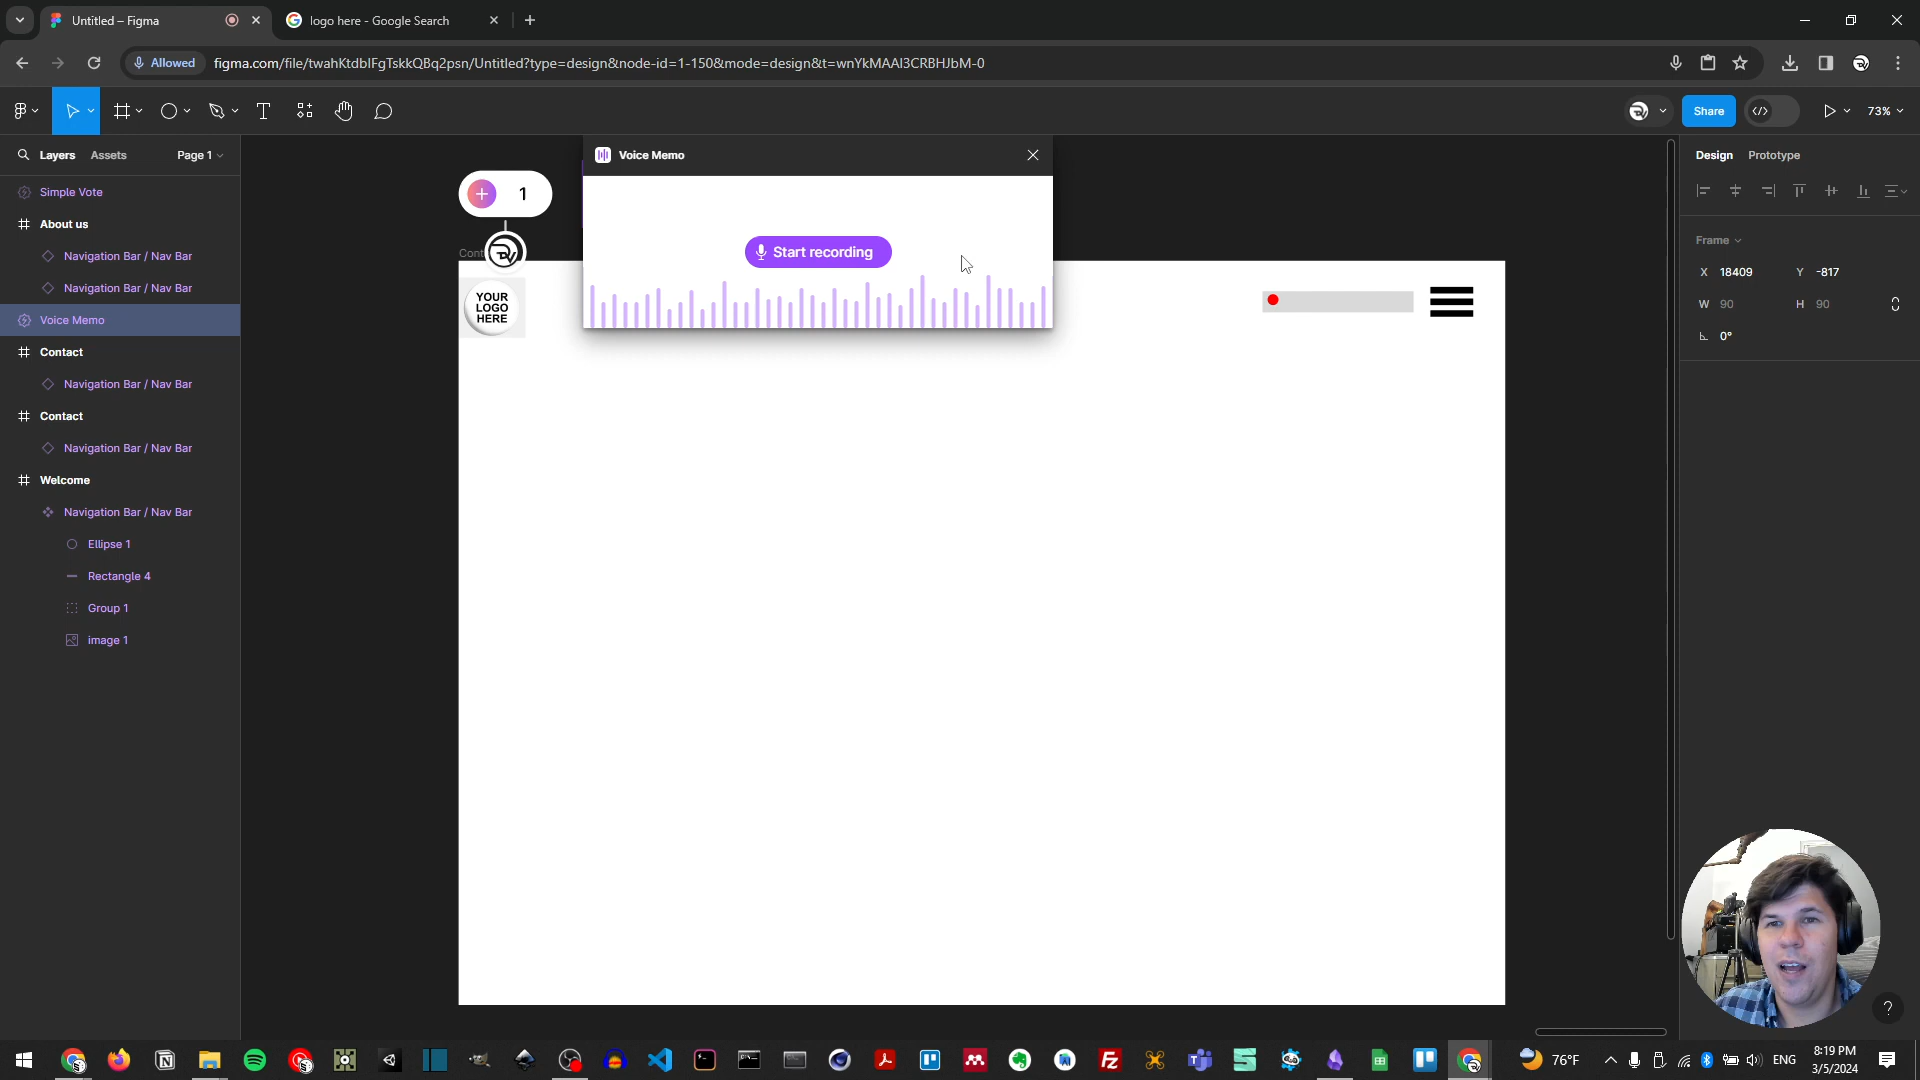 Untitled – Figma
logo here - Google Search
Allowed
figma.com/file/twahKtdbIFgTskkQBq2psn/Untitled?type=design&node-id=1-150&mode=design&t=wnYkMAAl3CRBHJbM-0
Share
73%
Layers
Assets
Page 1
Simple Vote
About us
Navigation Bar / Nav Bar
Navigation Bar / Nav Bar
Voice Memo
Contact
Navigation Bar / Nav Bar
Contact
Navigation Bar / Nav Bar
Welcome
Navigation Bar / Nav Bar
Ellipse 1
Rectangle 4
Group 1
image 1
1
Cont
YOUR
LOGO
HERE
Voice Memo
Start recording
Design
Prototype
Frame
X 18409
Y -817
W 90
H 90
0°
?
76°F
ENG
8:19 PM
3/5/2024